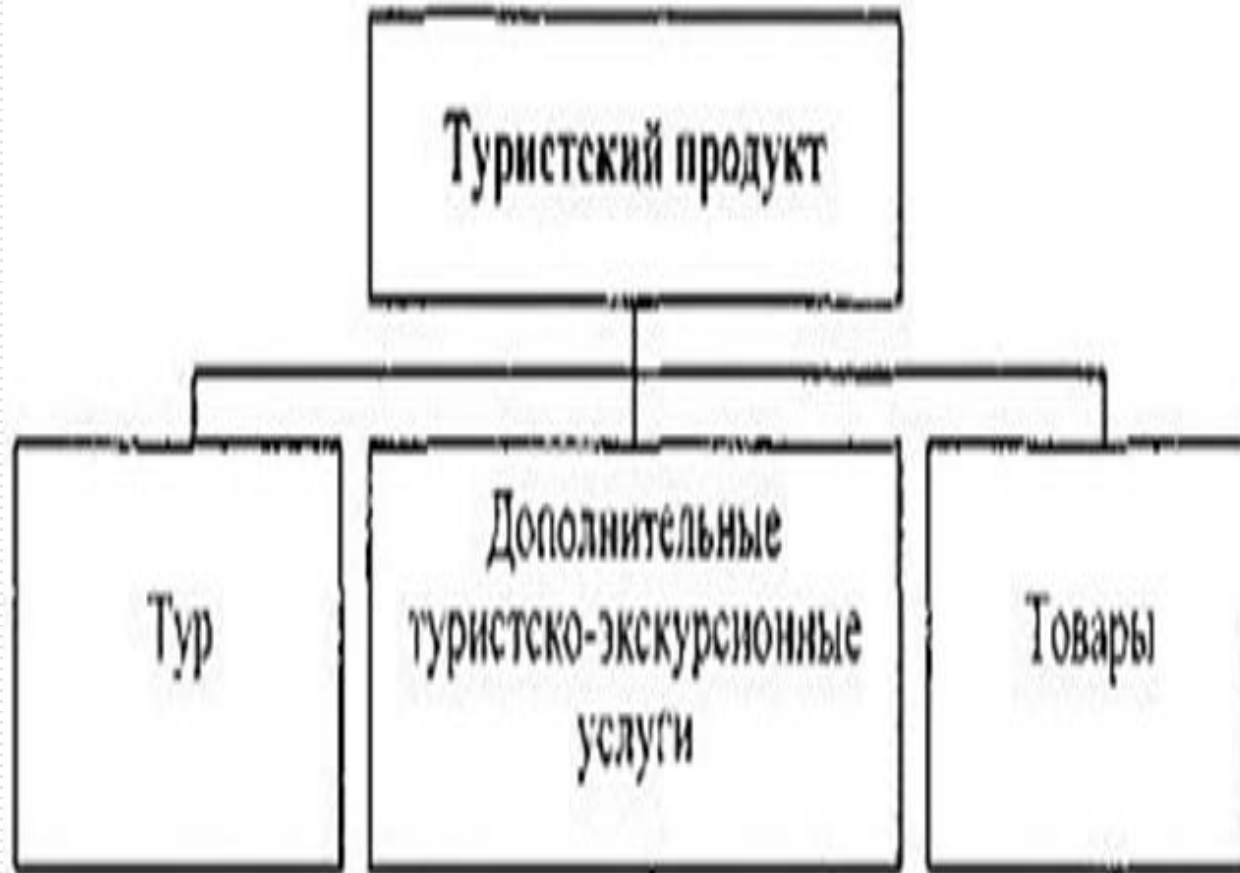 Туристский продукт
Тур
Дополнительные
туристско-экскурсионные
услуги
Товары